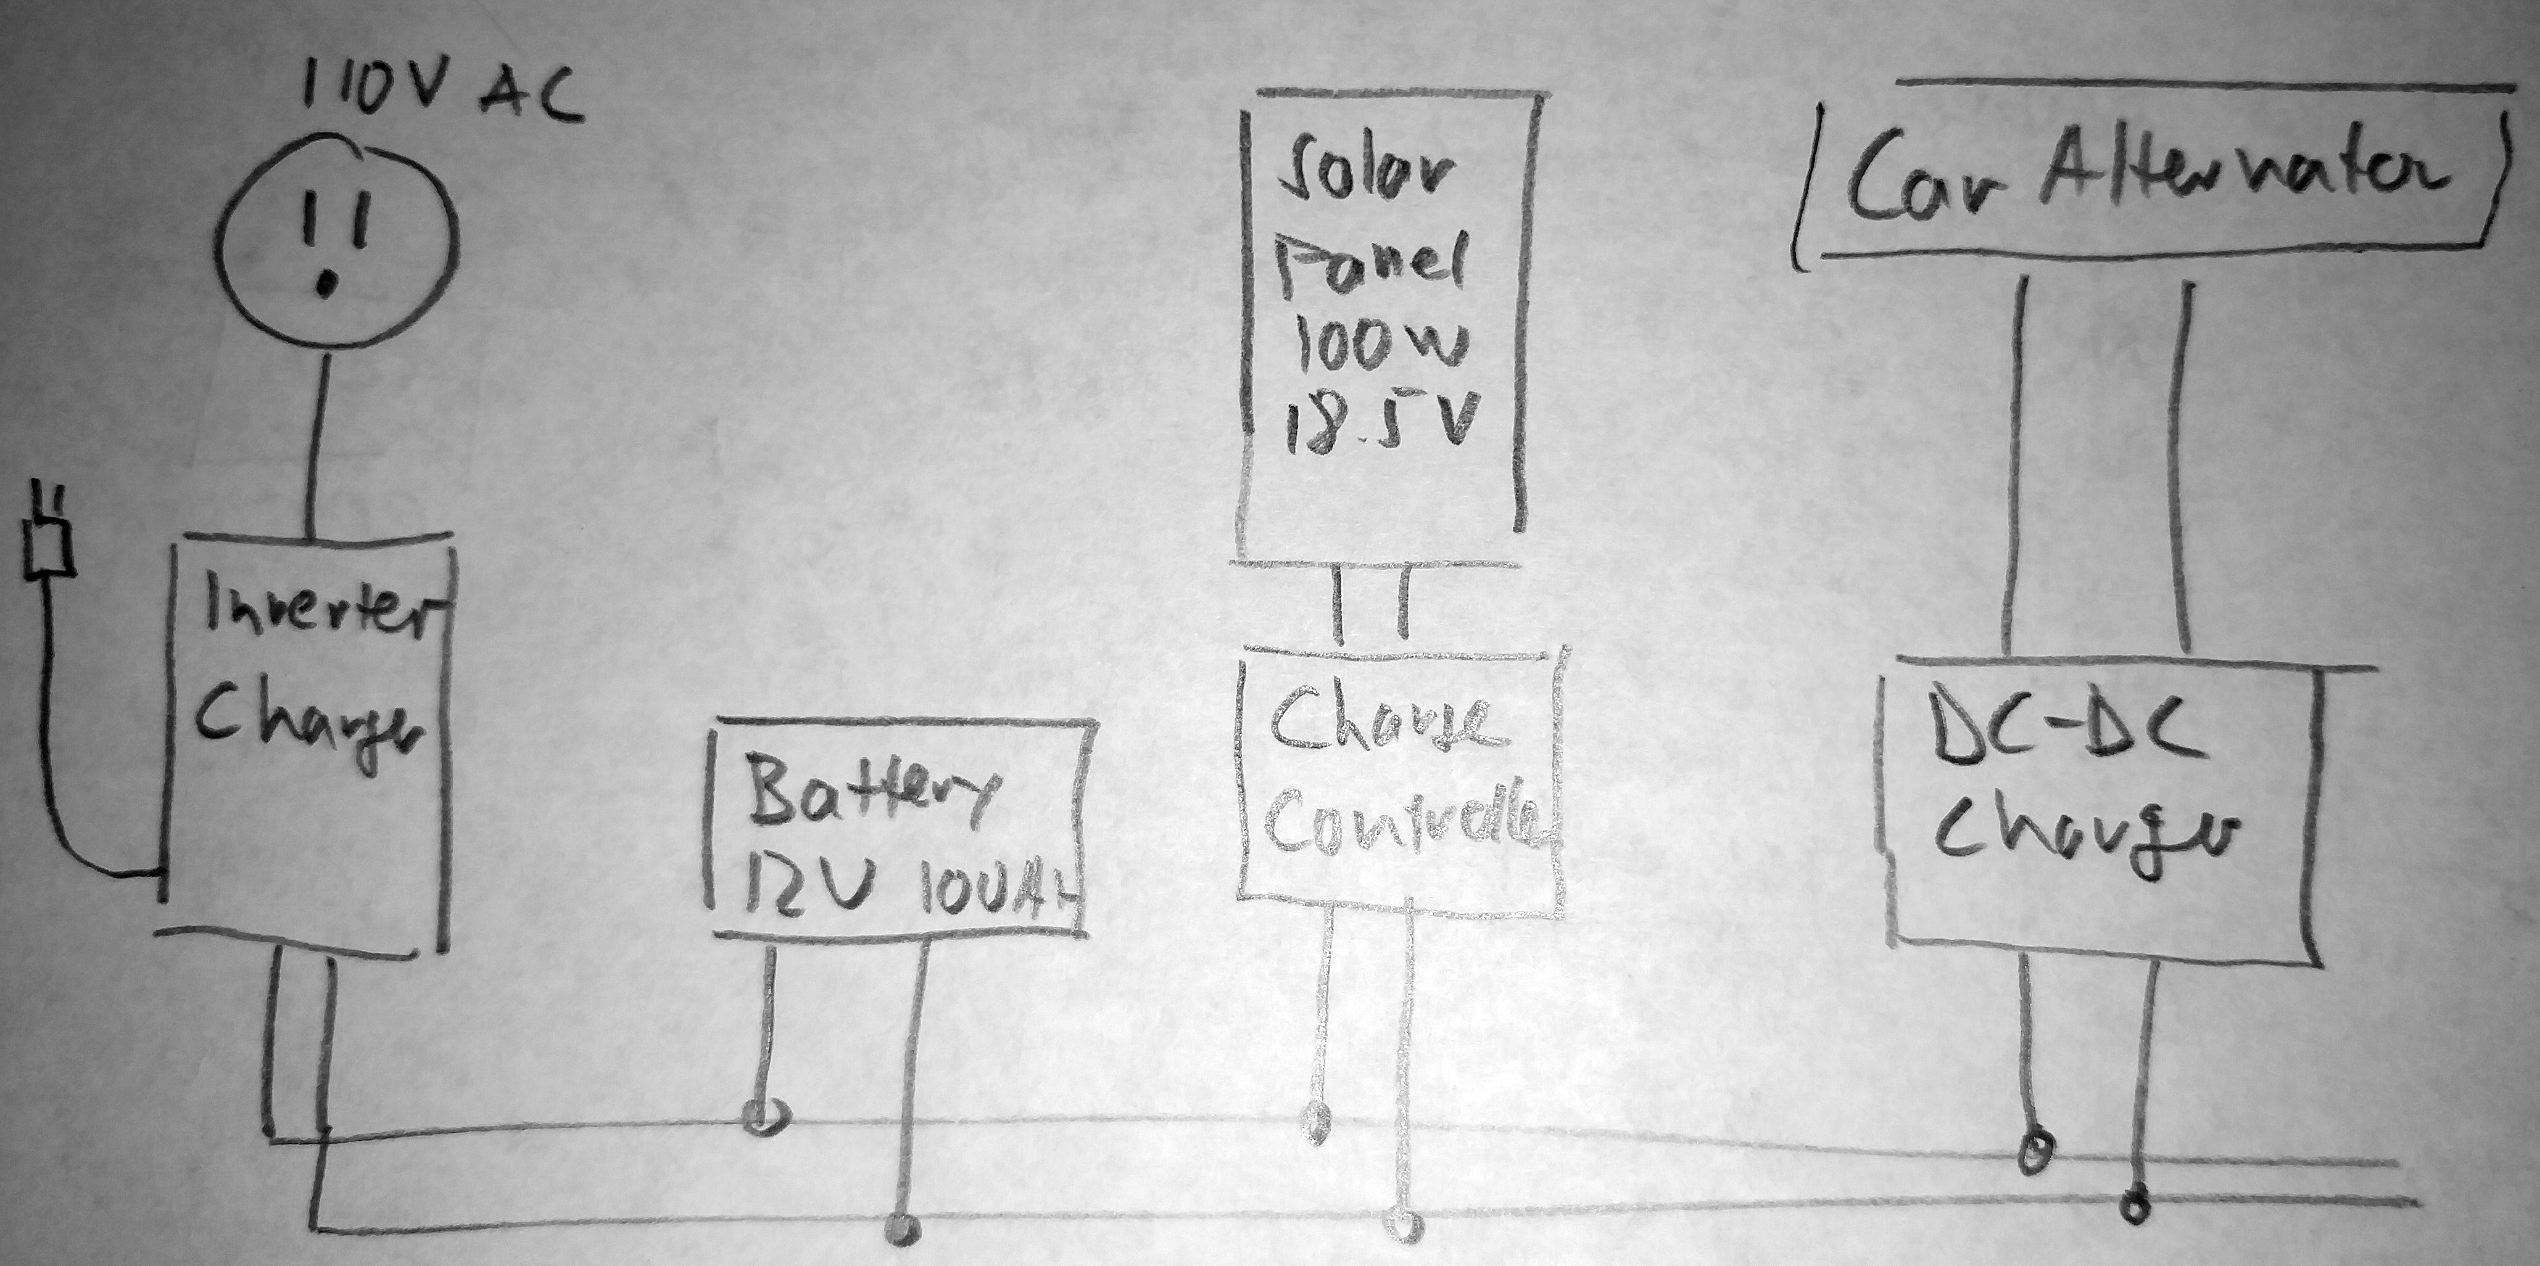 110V AC
Solar
Panel
100W
18.5V
Car Alternator
Inverter
Charger
Battery
12V 100AH
Charge
Controller
DC-DC
Charger